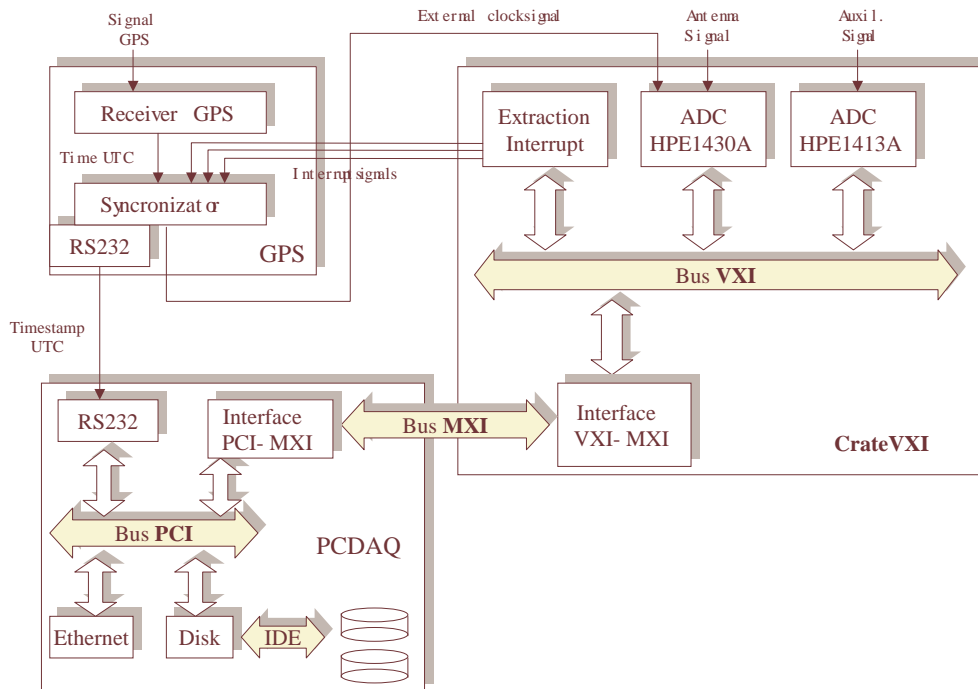 Signal
GPS
External clocksignal
Antenna
Signal
Auxil.
Signal
Receiver GPS
Extraction
Interrupt
ADC
HPE1430A
ADC
HPE1413A
Time UTC
Interruptsignals
Syncronizator
RS232
GPS
Bus VXI
Timestamp
UTC
RS232
Interface
PCI- MXI
Bus MXI
Interface
VXI- MXI
CrateVXI
Bus PCI
PCDAQ
Ethernet
Disk
IDE